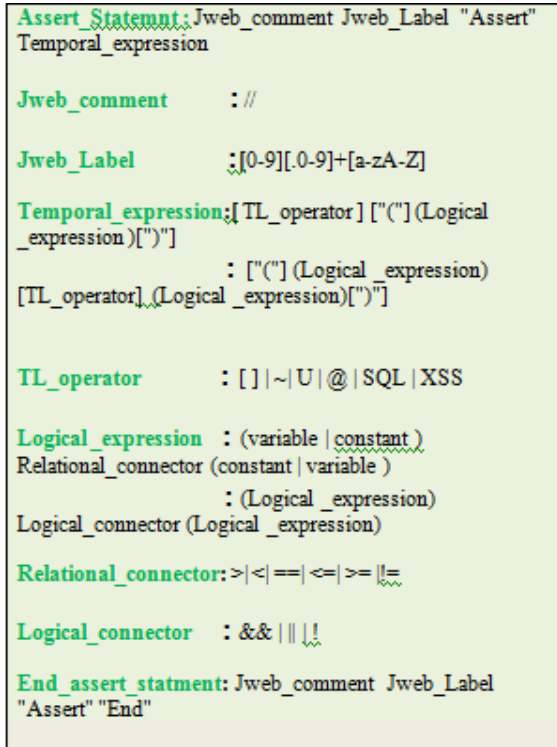 Assert_Statemnt : Jweb_comment Jweb_Label "Assert"
Temporal_expression
Jweb_comment : //
Jweb_Label :[0-9][.0-9]+[a-zA-Z]
Temporal_expression:[ TL_operator ] ["("] (Logical
_expression )[")"]
: ["("] (Logical _expression)
[TL_operator] (Logical _expression)[")"]
TL_operator : [ ] | ~| U | @ | SQL | XSS
Logical_expression : (variable | constant )
Relational_connector (constant | variable )
: (Logical _expression)
Logical_connector (Logical _expression)
Relational_connector: >| <| ==| <=| >= |!=
Logical_connector : && | || | !
End_assert_statment: Jweb_comment Jweb_Label
"Assert" "End"